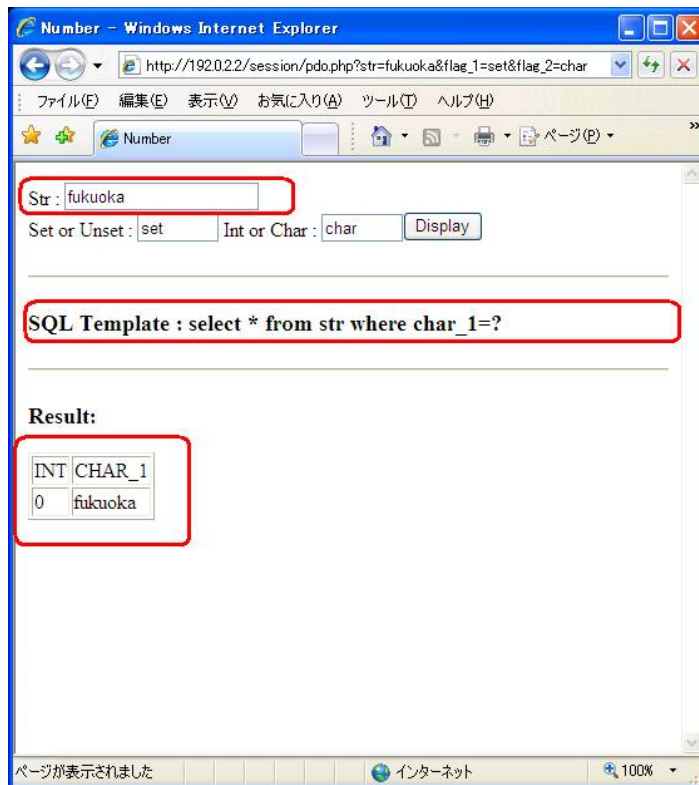 Number - Windows Internet Explorer
http://192.0.2.2/session/pdo.php?str=fukuoka&flag_1=set&flag_2=char
ファイル(F) 編集(E) 表示(V) お気に入り(A) ツール(T) ヘルプ(H)
Number ページ(P)
Str : fukuoka
Set or Unset : set Int or Char : char Display
SQL Template : select * from str where char_1=?
Result:
INT CHAR_1
0 fukuoka
ページが表示されました インターネット 100%